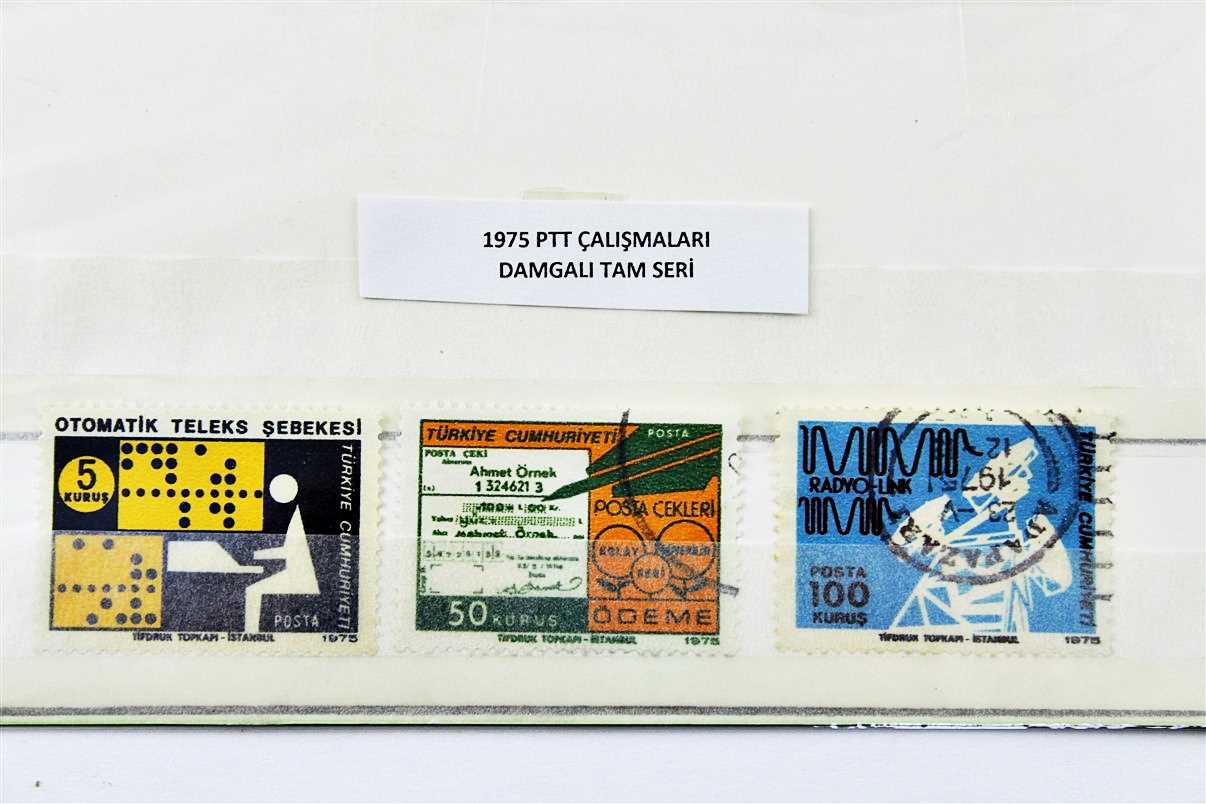 1975 PTT ÇALIŞMALARI
DAMGALI TAM SERİ
OTOMATİK TELEKS ŞEBEKESİ
5
KURUŞ
TÜRKİYE CUMHURİYETİ
POSTA
TİFDRUK TOPKAPI - İSTANBUL 1975
TÜRKİYE CUMHURİYETİ
POSTA
POSTA ÇEKİ
Ahmet Örnek
1 324621 3
POSTA ÇEKLERİ
KOLAY
ÖDEME
50 KURUŞ
TİFDRUK TOPKAPI - İSTANBUL 1975
RADYO-LİNK
TÜRKİYE CUMHURİYETİ
POSTA
100
KURUŞ
TİFDRUK TOPKAPI - İSTANBUL 1975